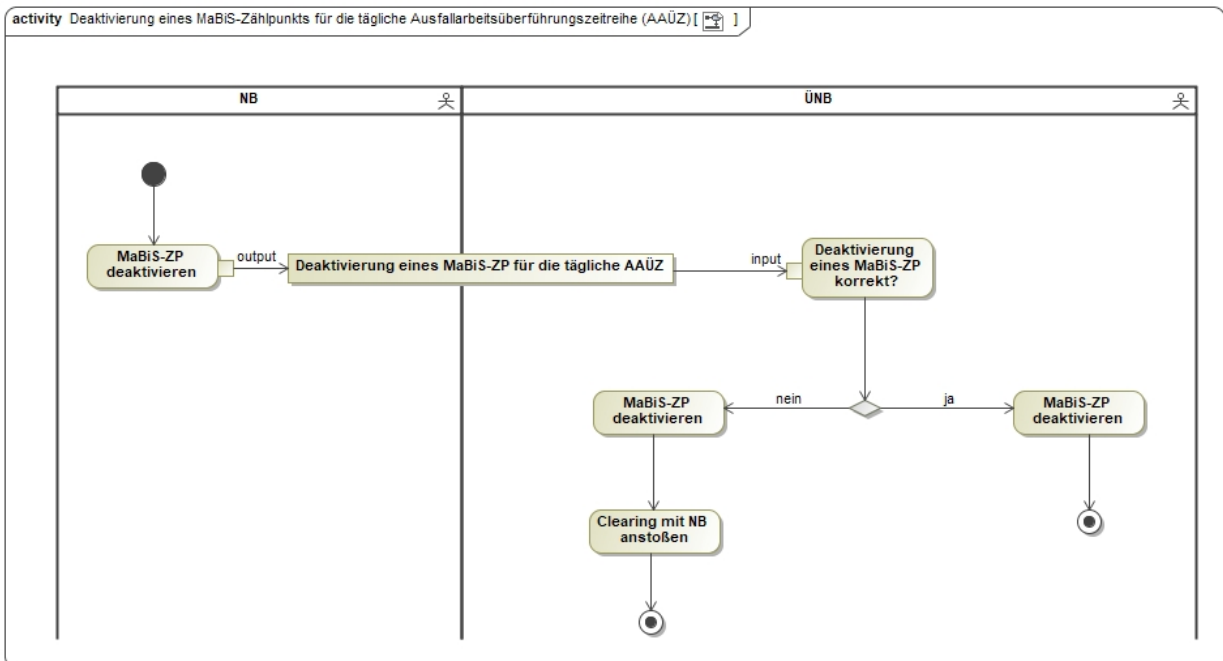 activity Deaktivierung eines MaBiS-Zählpunkts für die tägliche Ausfallarbeitsüberführungszeitreihe (AAÜZ) [ ]
NB
ÜNB
MaBiS-ZP
deaktivieren
output
Deaktivierung eines MaBiS-ZP für die tägliche AAÜZ
input
Deaktivierung
eines MaBiS-ZP
korrekt?
MaBiS-ZP
deaktivieren
nein
ja
MaBiS-ZP
deaktivieren
Clearing mit NB
anstoßen